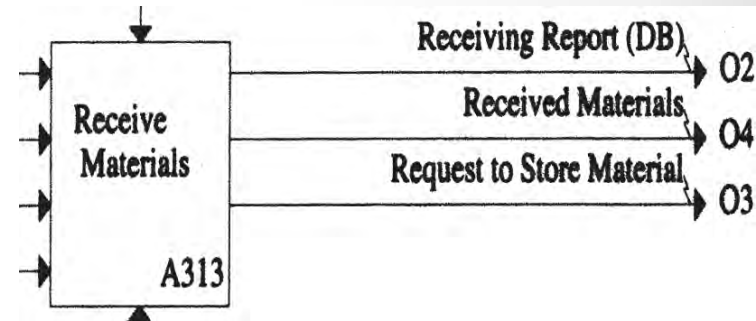 Receiving Report (DB)
O2
Received Materials
O4
Request to Store Material
O3
Receive
Materials
A313